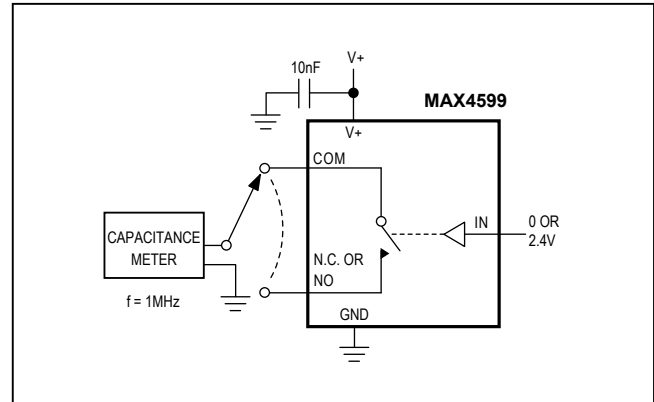 10nF
V+
MAX4599
V+
COM
IN
0 OR
2.4V
CAPACITANCE
METER
N.C. OR
NO
f = 1MHz
GND